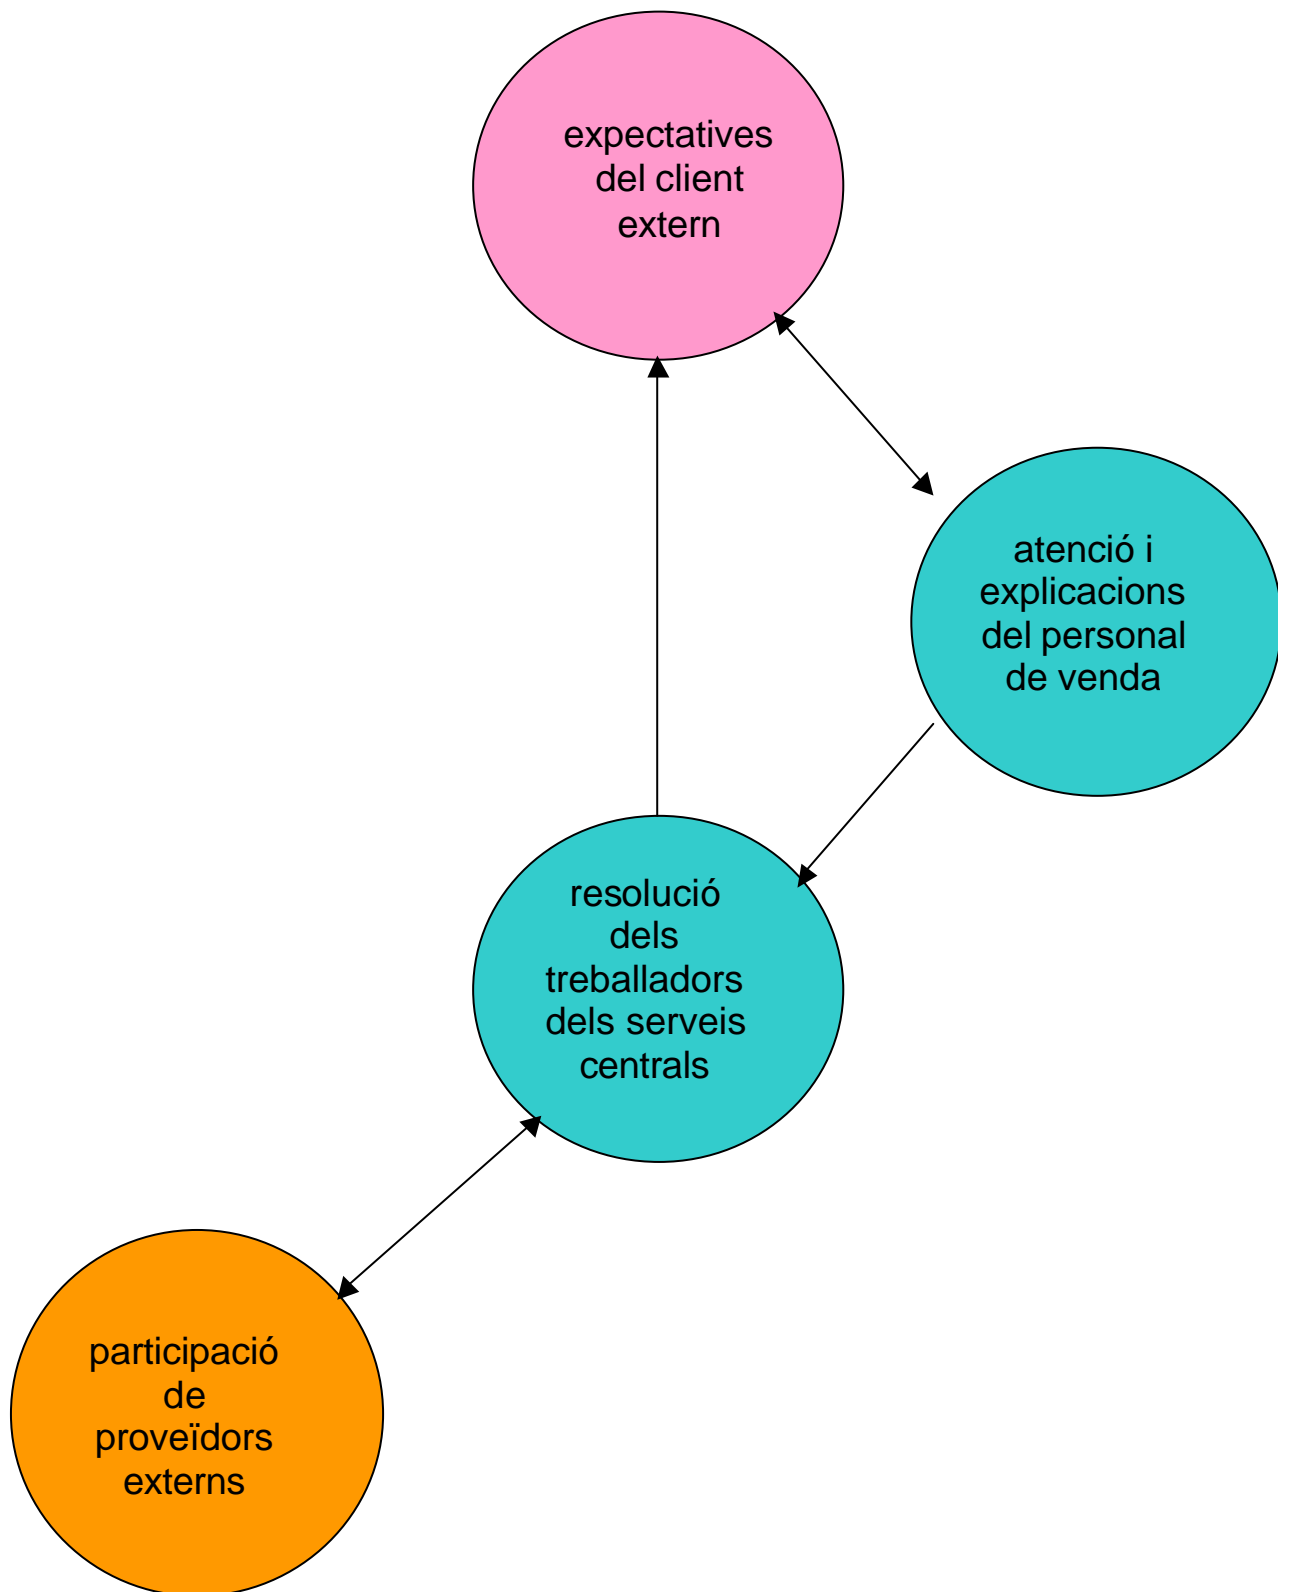 expectatives
del client
extern
atenció i
explicacions
del personal
de venda
resolució
dels
treballadors
dels serveis
centrals
participació
de
proveïdors
externs